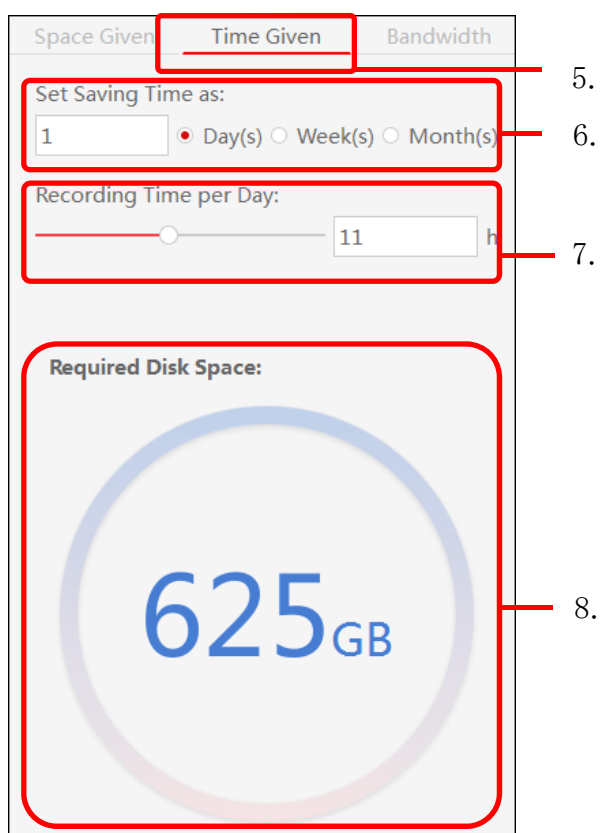 Space Given Time Given Bandwidth
5.
Set Saving Time as:
1 Day(s) Week(s) Month(s)
6.
Recording Time per Day:
11 h
7.
Required Disk Space:
625GB
8.